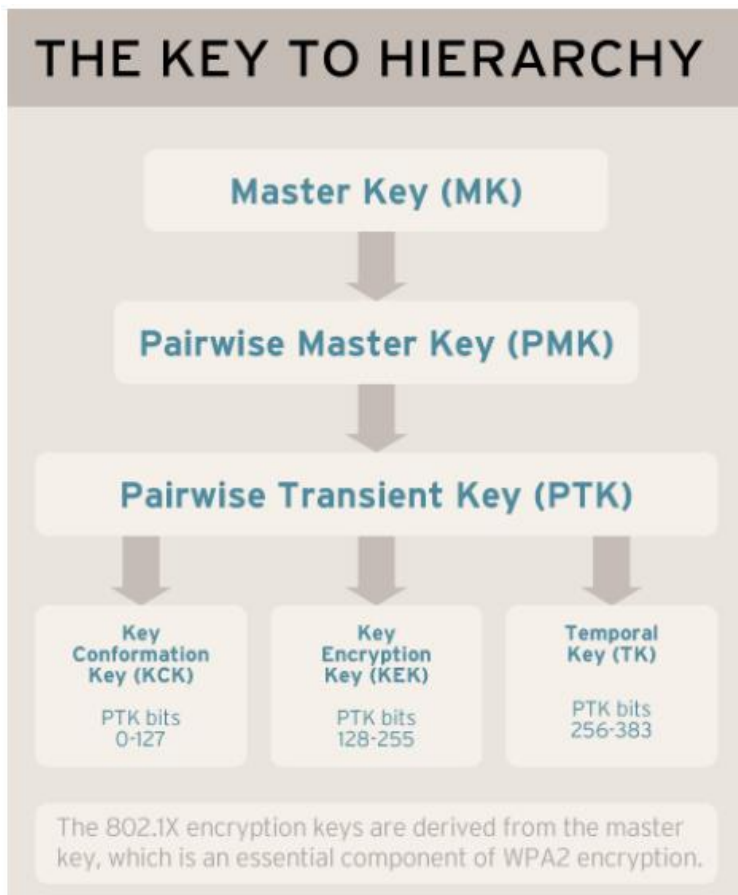 THE KEY TO HIERARCHY
Master Key (MK)
Pairwise Master Key (PMK)
Pairwise Transient Key (PTK)
Key
Conformation
Key (KCK)
PTK bits
0-127
Key
Encryption
Key (KEK)
PTK bits
128-255
Temporal
Key (TK)
PTK bits
256-383
The 802.1X encryption keys are derived from the master
key, which is an essential component of WPA2 encryption.